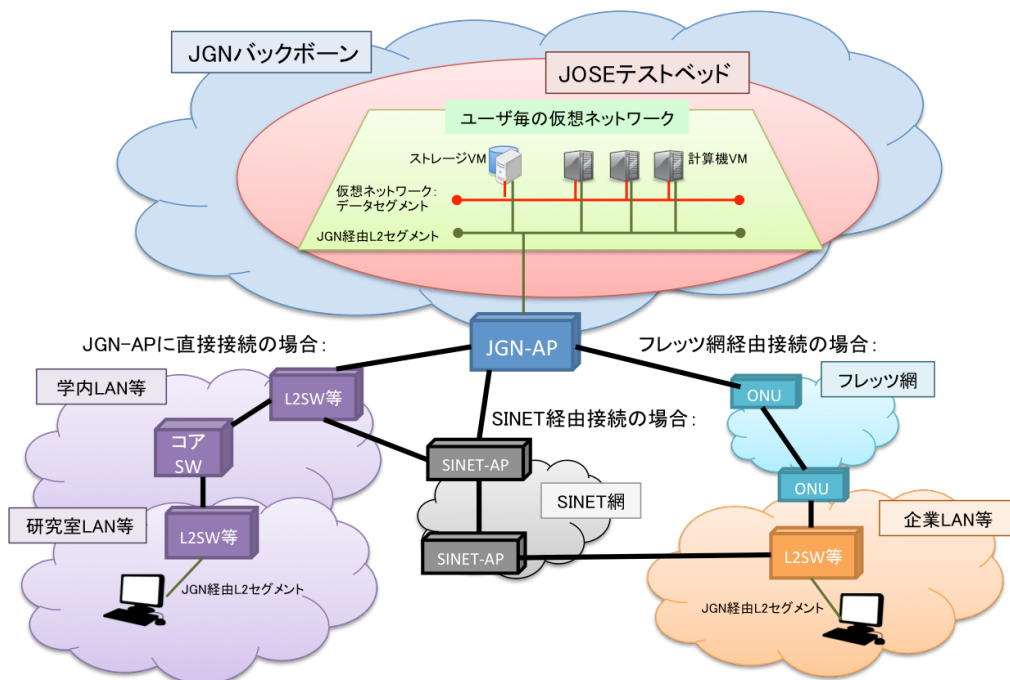 JGNバックボーン
JOSEテストベッド
ユーザ毎の仮想ネットワーク
ストレージVM
計算機VM
仮想ネットワーク:
データセグメント
JGN経由L2セグメント
JGN-AP
JGN-APに直接接続の場合:
フレッツ網経由接続の場合:
学内LAN等
L2SW等
SINET経由接続の場合:
ONU
フレッツ網
コア
SW
SINET-AP
SINET網
ONU
研究室LAN等
L2SW等
SINET-AP
L2SW等
企業LAN等
JGN経由L2セグメント
JGN経由L2セグメント